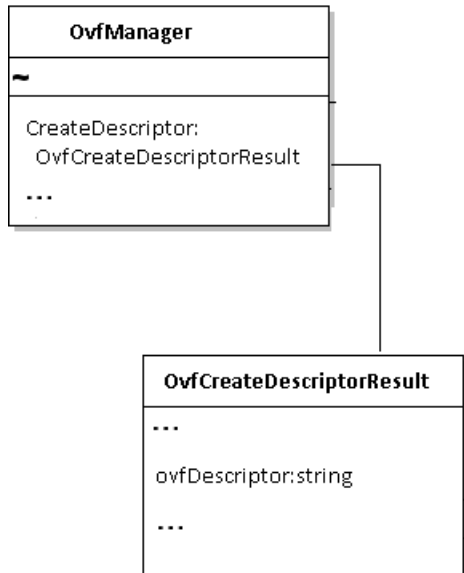 OvfManager
~
CreateDescriptor:
OvfCreateDescriptorResult
...
OvfCreateDescriptorResult
...
ovfDescriptor:string
...